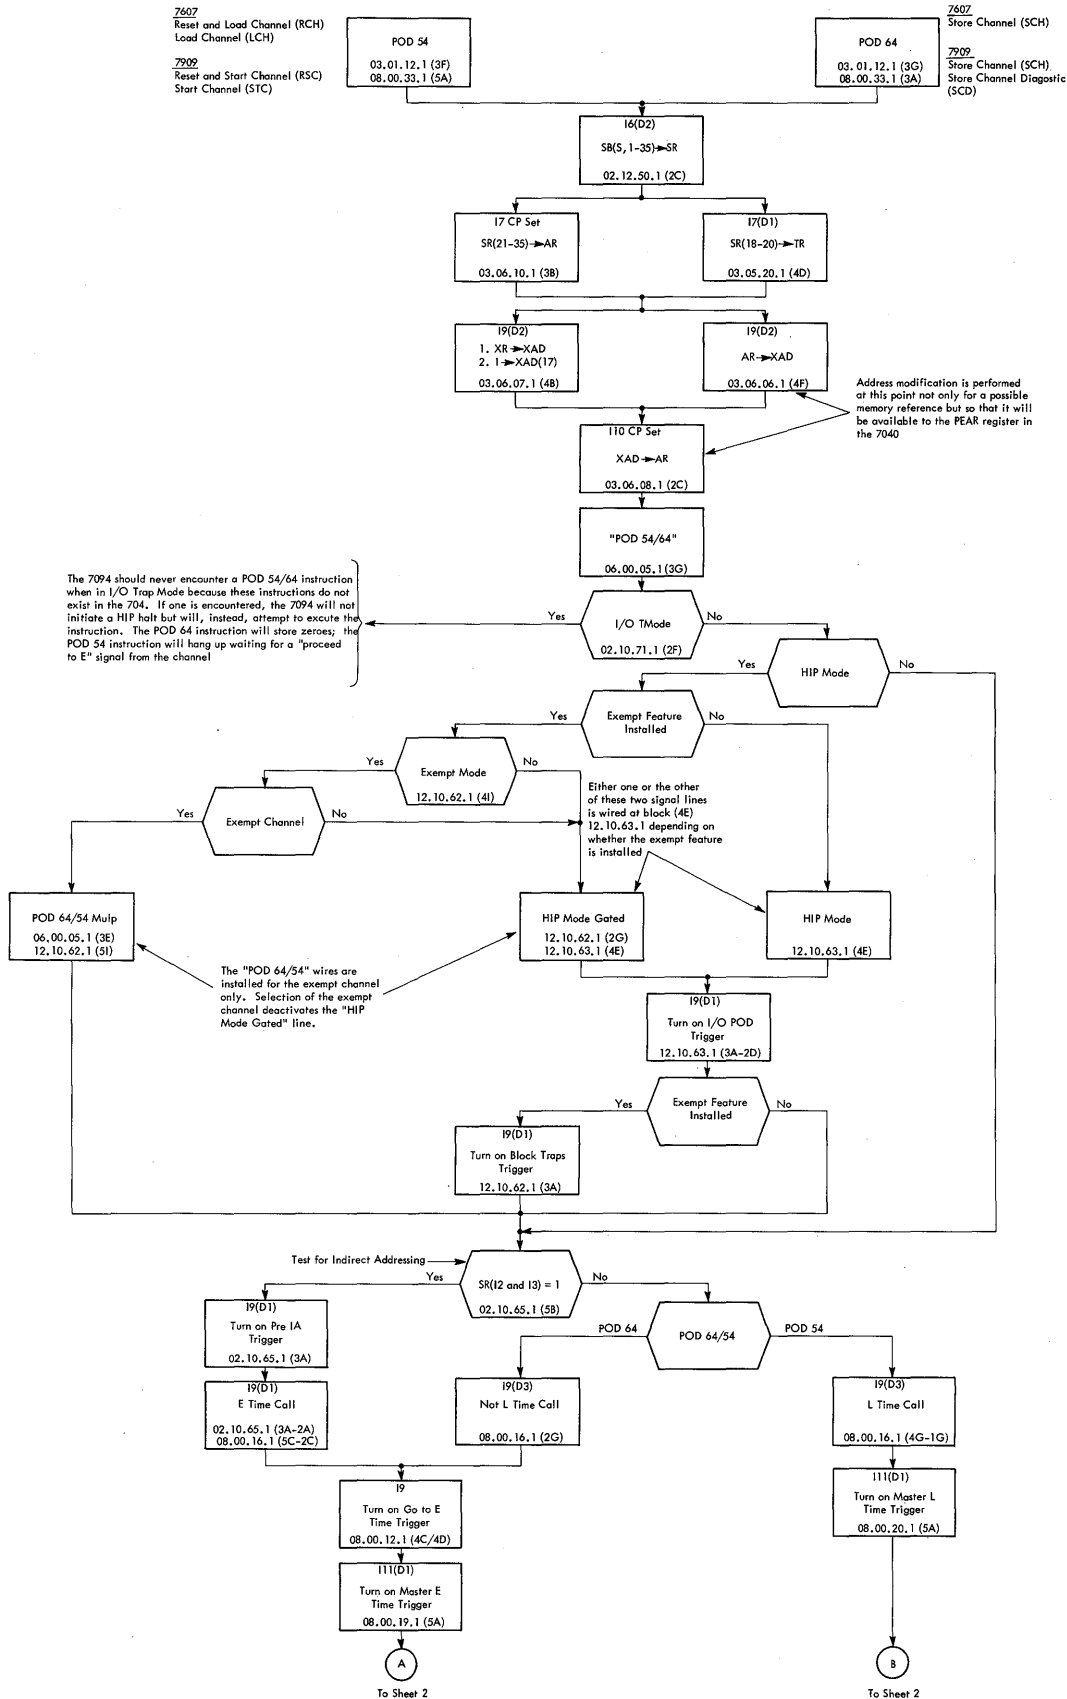 7607
Reset and Load Channel (RCH)
Load Channel (LCH)
7909
Reset and Start Channel (RSC)
Start Channel (STC)
POD 54
03.01.12.1 (3F)
08.00.33.1 (5A)
POD 64
03.01.12.1 (3G)
08.00.33.1 (3A)
7607
Store Channel (SCH)
7909
Store Channel (SCH)
Store Channel Diagostic
(SCD)
I6(D2)
SB(S,1-35)→SR
02.12.50.1 (2C)
I7 CP Set
SR(21-35)→AR
03.06.10.1 (3B)
I7(D1)
SR(18-20)→TR
03.05.20.1 (4D)
I9(D2)
1. XR→XAD
2. 1→XAD(17)
03.06.07.1 (4B)
I9(D2)
AR→XAD
03.06.06.1 (4F)
Address modification is performed
at this point not only for a possible
memory reference but so that it will
be available to the PEAR register in
the 7040
I10 CP Set
XAD→AR
03.06.08.1 (2C)
"POD 54/64"
06.00.05.1 (3G)
The 7094 should never encounter a POD 54/64 instruction
when in I/O Trap Mode because these instructions do not
exist in the 704. If one is encountered, the 7094 will not
initiate a HIP halt but will, instead, attempt to excute the
instruction. The POD 64 instruction will store zeroes; the
POD 54 instruction will hang up waiting for a "proceed
to E" signal from the channel
Yes
I/O TMode
02.10.71.1 (2F)
No
Yes
HIP Mode
No
Yes
Exempt Feature
Installed
No
Yes
Exempt Mode
12.10.62.1 (4I)
No
Yes
Exempt Channel
No
Either one or the other
of these two signal lines
is wired at block (4E)
12.10.63.1 depending on
whether the exempt feature
is installed
POD 64/54 Mulp
06.00.05.1 (3E)
12.10.62.1 (5I)
HIP Mode Gated
12.10.62.1 (2G)
12.10.63.1 (4E)
HIP Mode
12.10.63.1 (4E)
The "POD 64/54" wires are
installed for the exempt channel
only. Selection of the exempt
channel deactivates the "HIP
Mode Gated" line.
I9(D1)
Turn on I/O POD
Trigger
12.10.63.1 (3A-2D)
Yes
Exempt Feature
Installed
No
I9(D1)
Turn on Block Traps
Trigger
12.10.62.1 (3A)
Test for Indirect Addressing
Yes
SR(I2 and I3) = 1
02.10.65.1 (5B)
No
I9(D1)
Turn on Pre IA
Trigger
02.10.65.1 (3A)
POD 64
POD 64/54
POD 54
I9(D1)
E Time Call
02.10.65.1 (3A-2A)
08.00.16.1 (5C-2C)
I9(D3)
Not L Time Call
08.00.16.1 (2G)
I9(D3)
L Time Call
08.00.16.1 (4G-1G)
I9
Turn on Go to E
Time Trigger
08.00.12.1 (4C/4D)
I11(D1)
Turn on Master L
Time Trigger
08.00.20.1 (5A)
I11(D1)
Turn on Master E
Time Trigger
08.00.19.1 (5A)
A
To Sheet 2
B
To Sheet 2